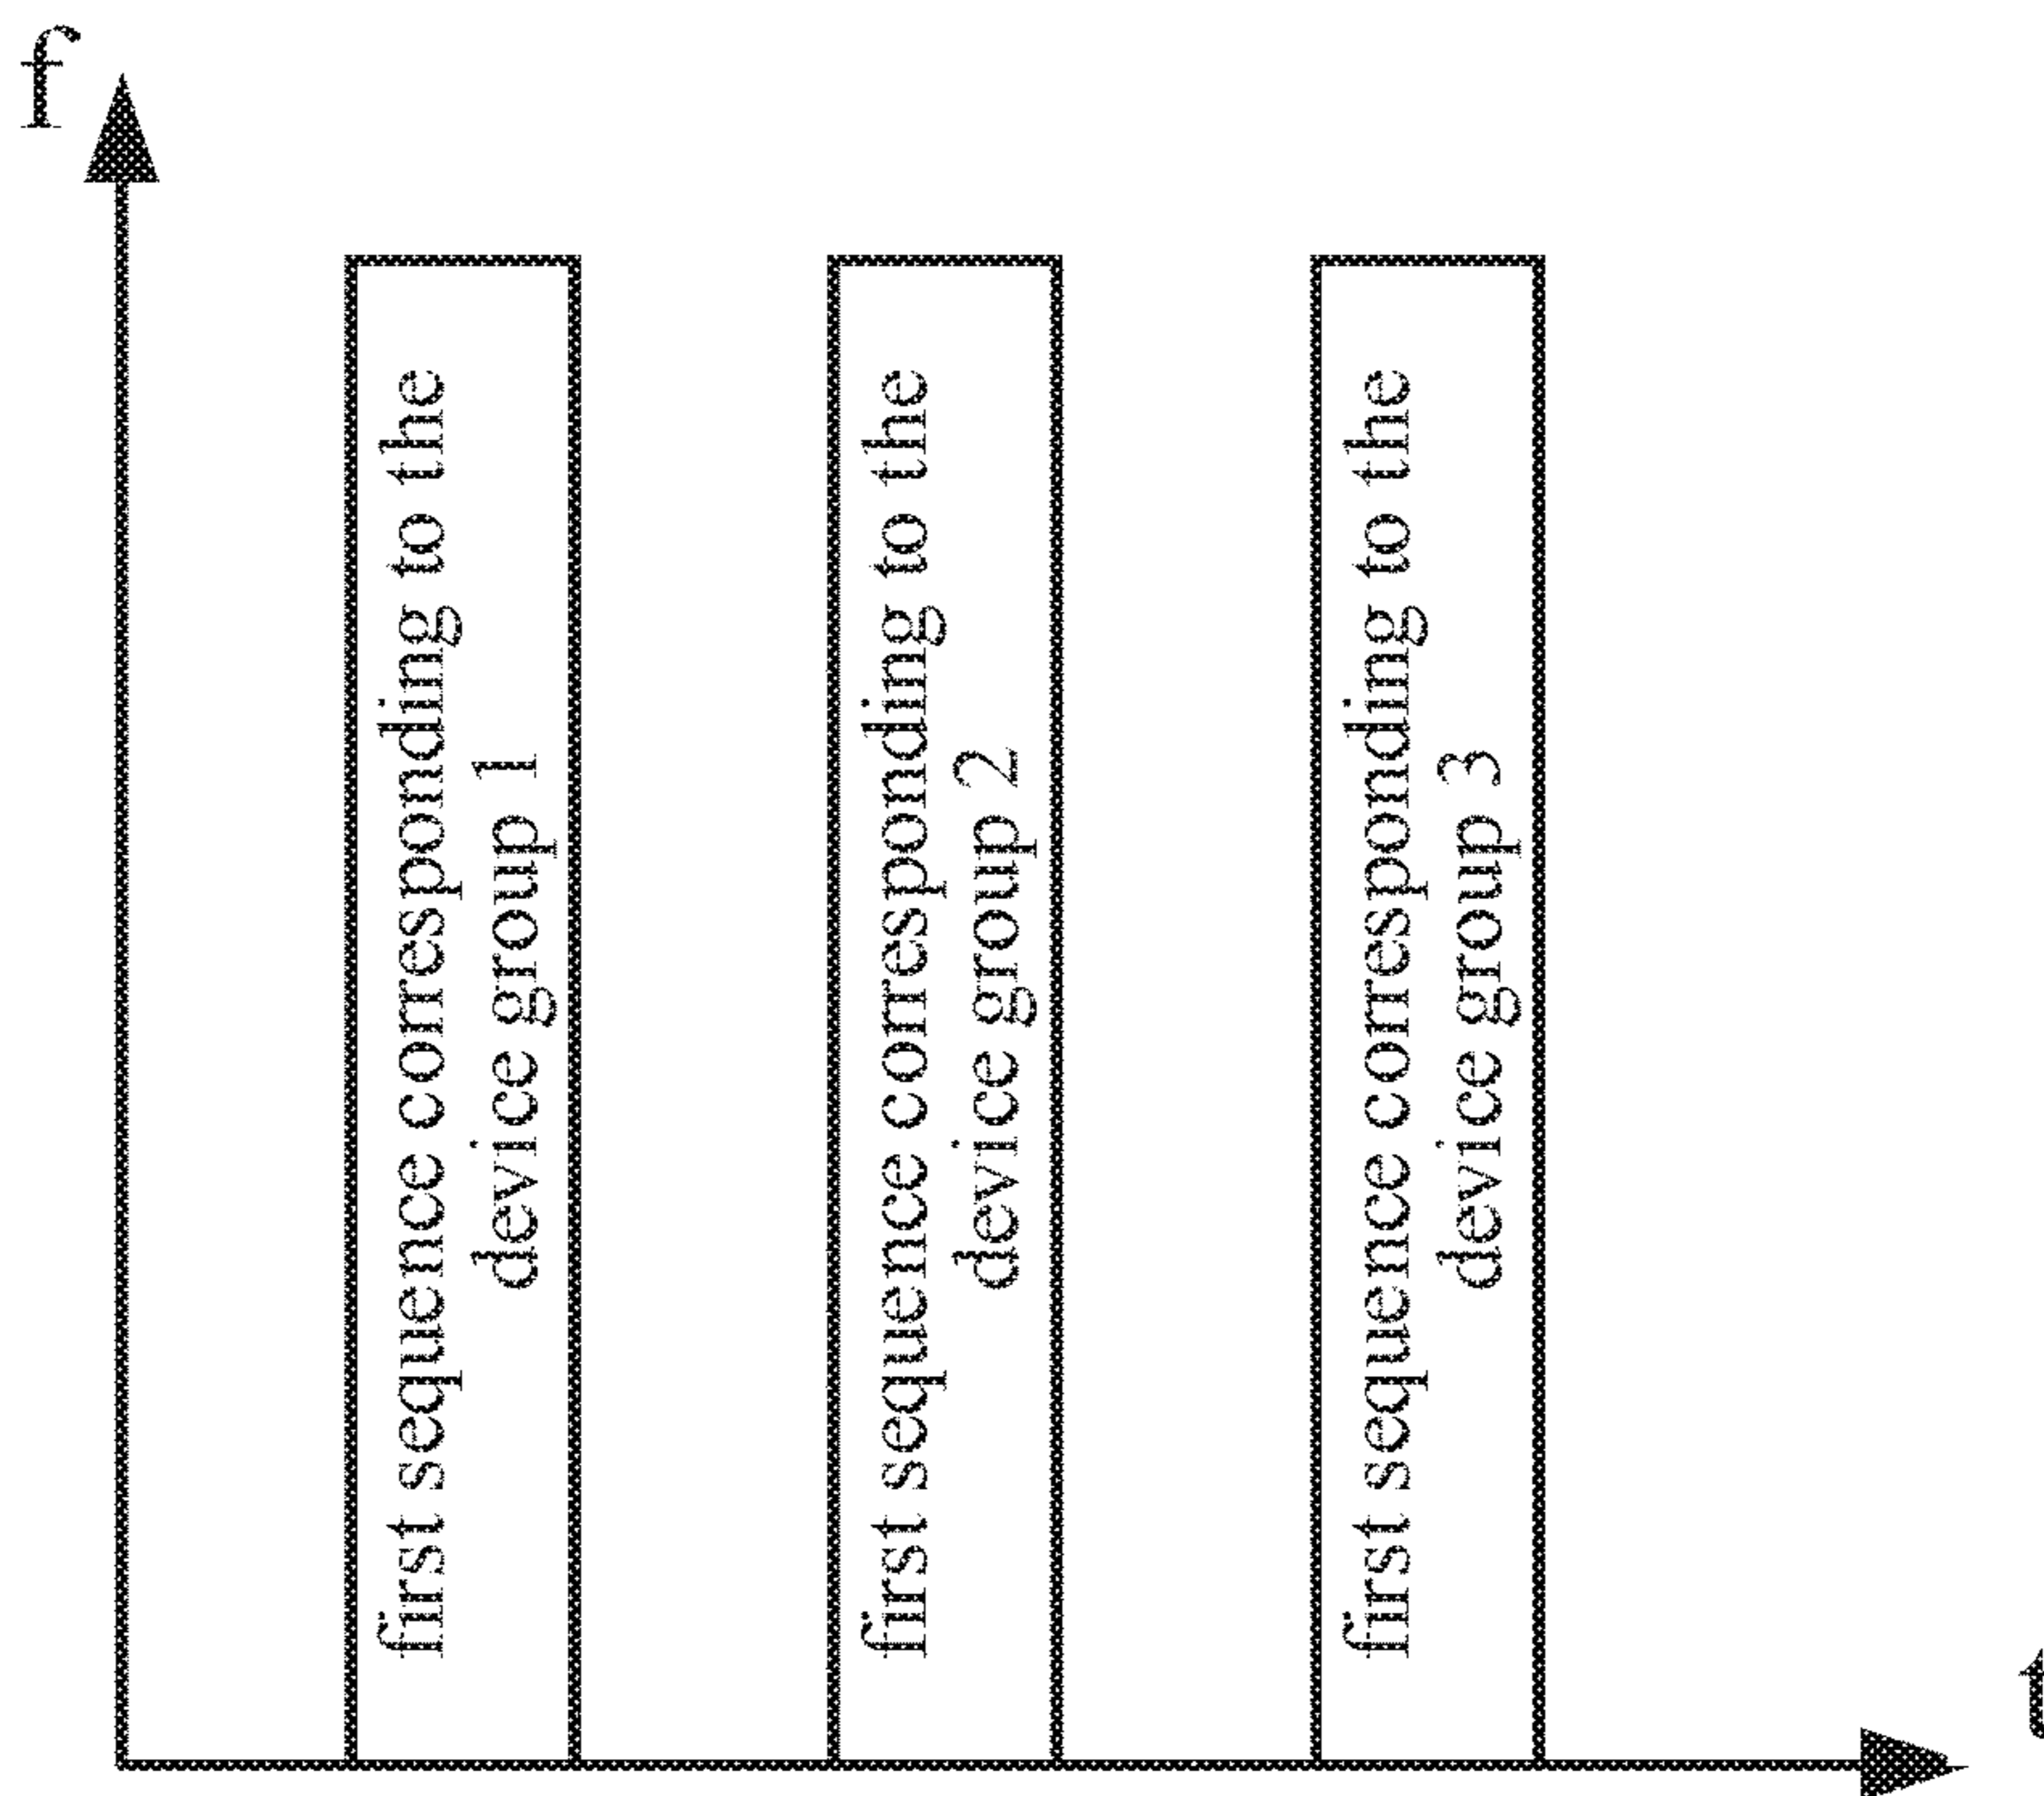 f
first sequence corresponding to the
device group 1
first sequence corresponding to the
device group 2
first sequence corresponding to the
device group 3
t